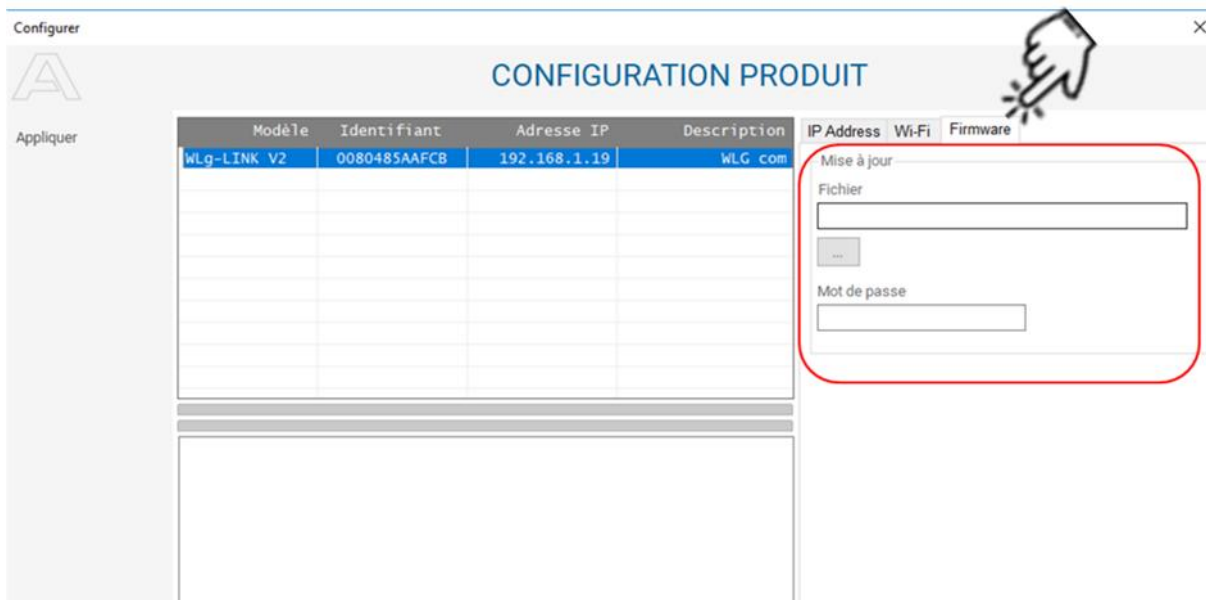 Configurer
CONFIGURATION PRODUIT
Appliquer
Modèle Identifiant Adresse IP Description
WLg-LINK V2 0080485AAFCB 192.168.1.19 WLG com
IP Address Wi-Fi Firmware
Mise à jour
Fichier
...
Mot de passe